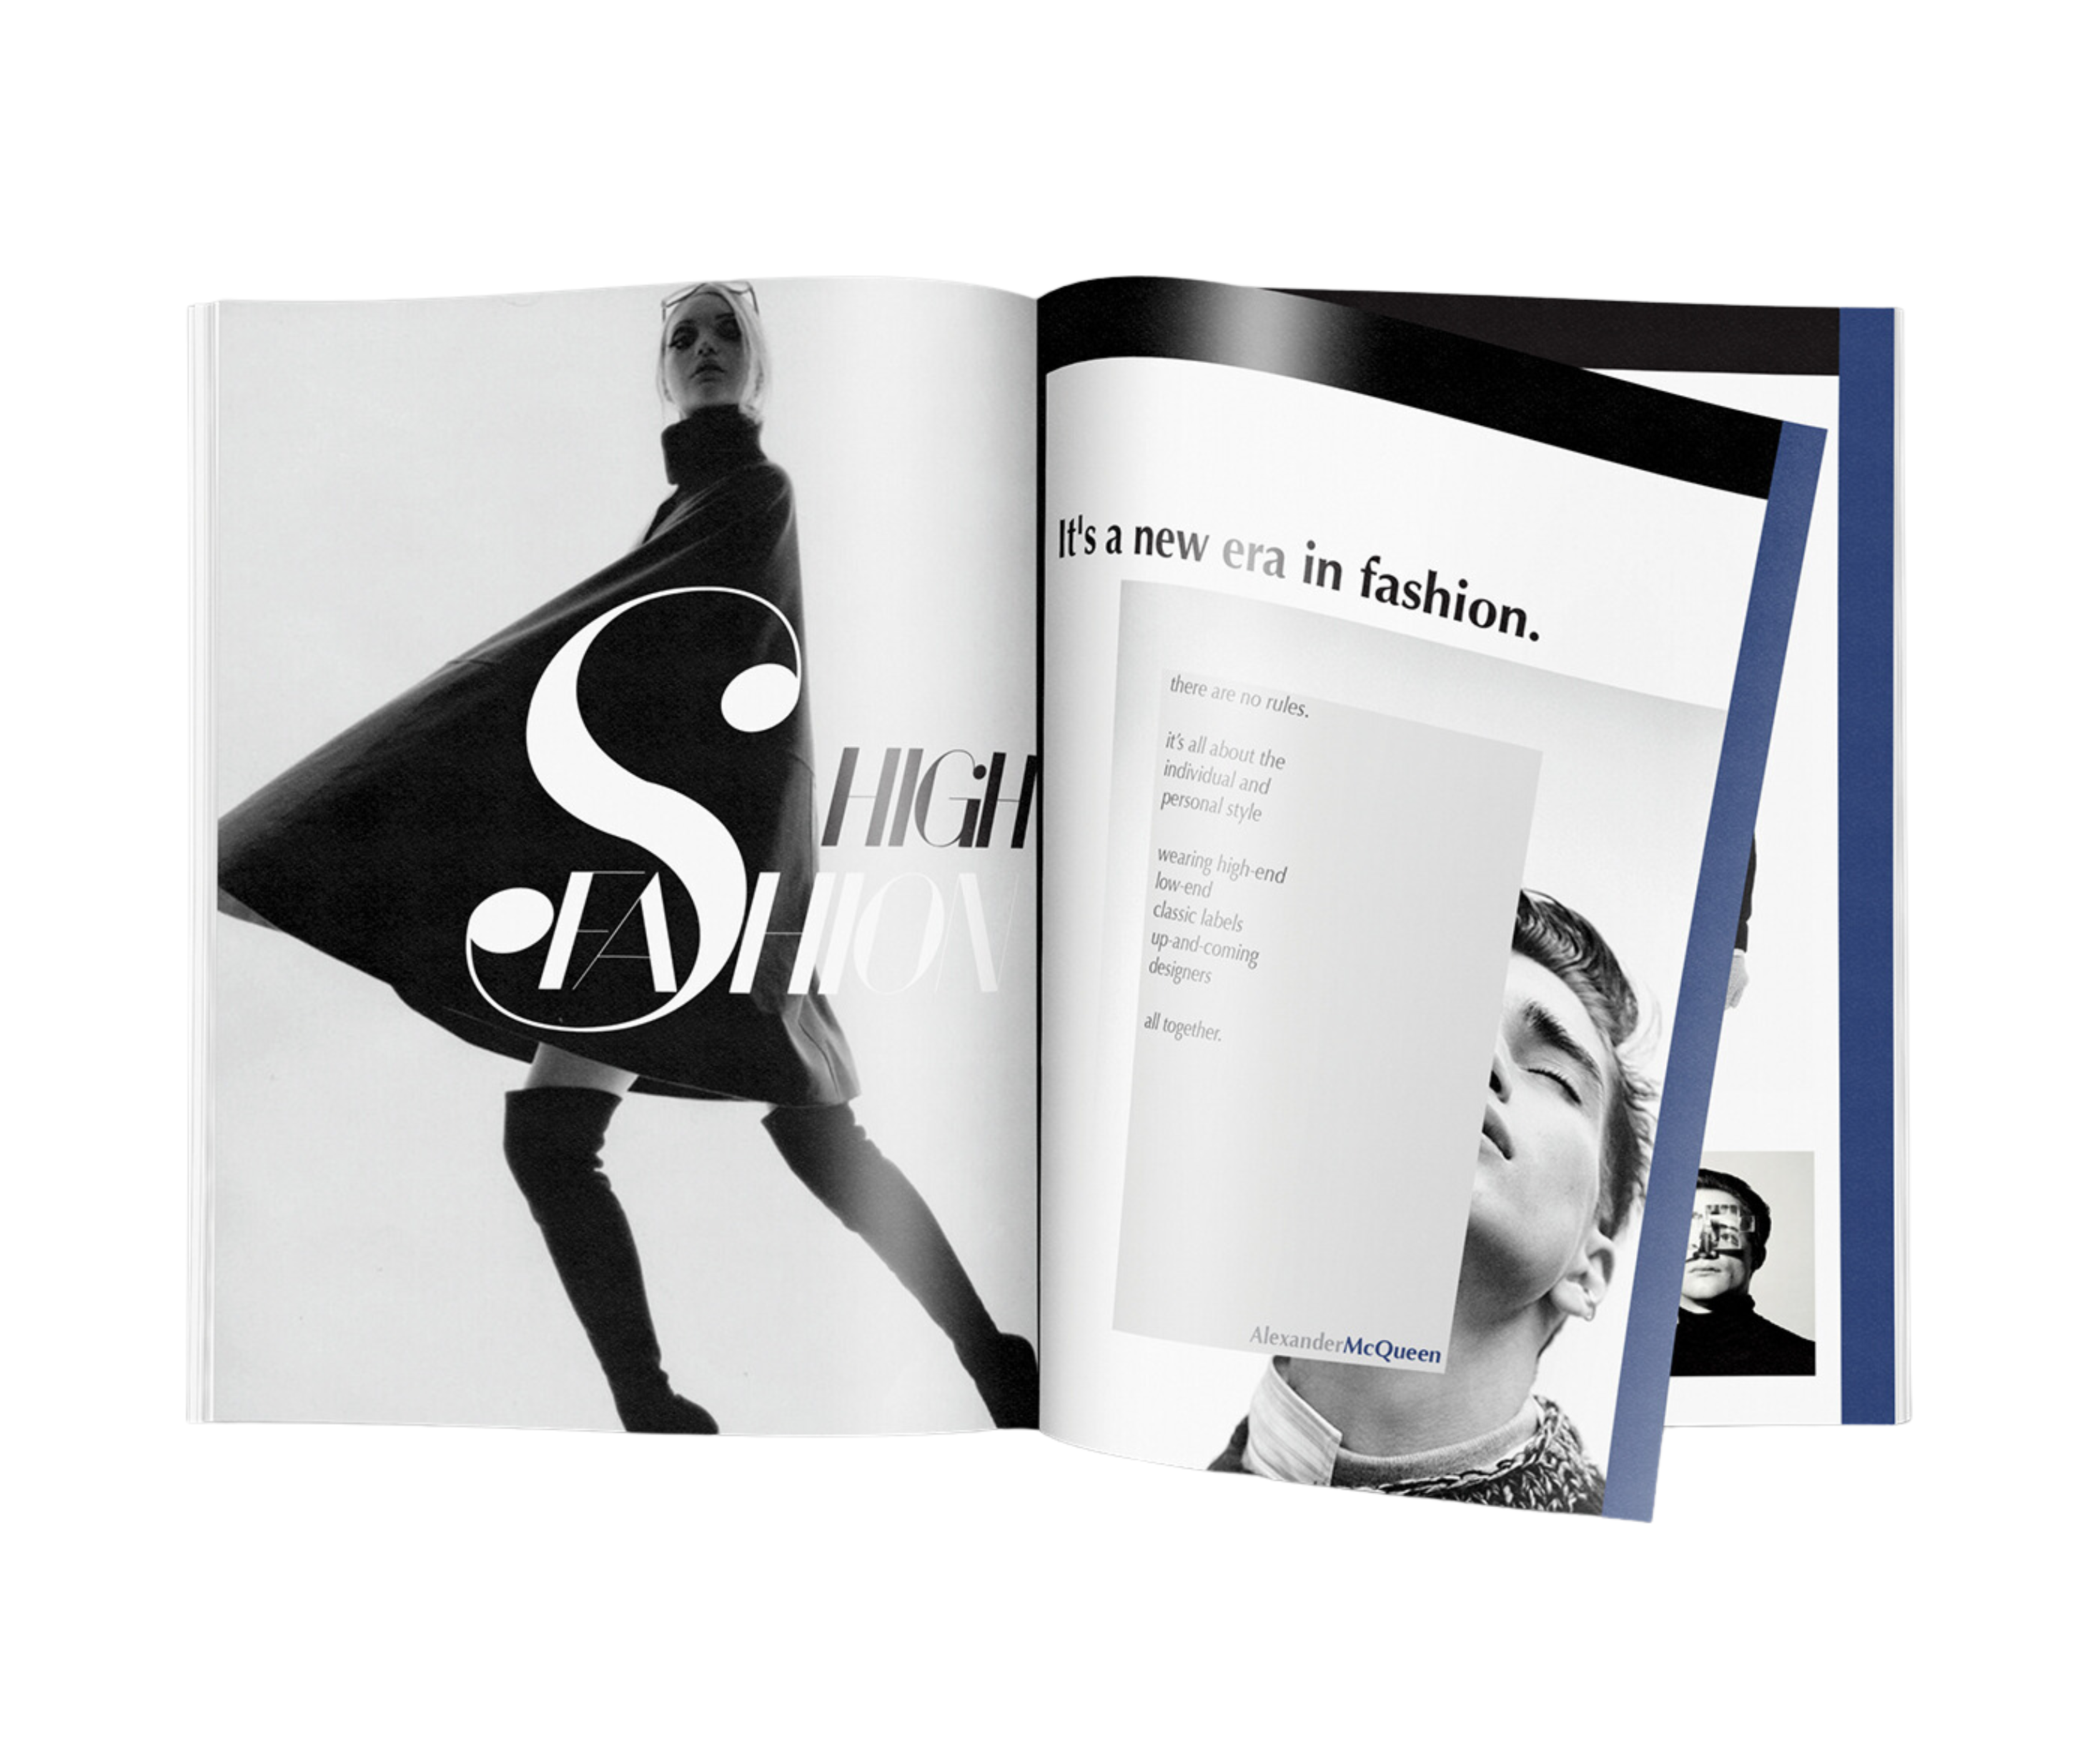 HIGH
FASHION
It's a new era in fashion.
there are no rules.
it's all about the
individual and
personal style
wearing high-end
low-end
classic labels
up-and-coming
designers
all together.
AlexanderMcQueen